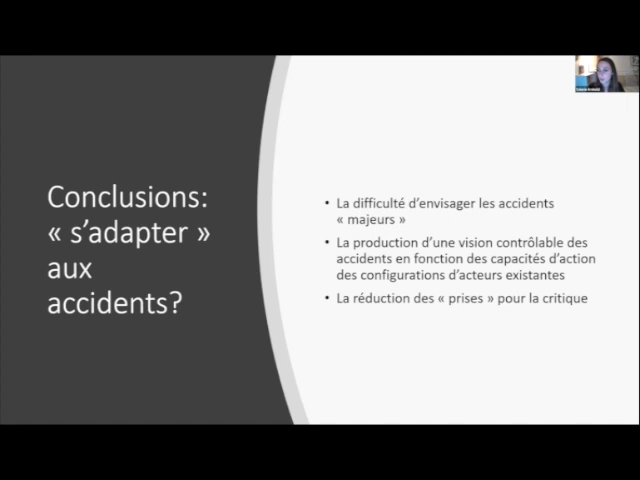 Conclusions:
« s’adapter »
aux
accidents?
• La difficulté d’envisager les accidents
« majeurs »
• La production d’une vision contrôlable des
accidents en fonction des capacités d’action
des configurations d’acteurs existantes
• La réduction des « prises » pour la critique